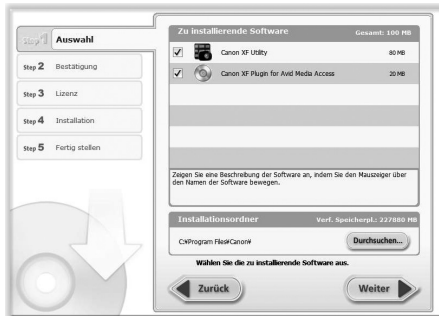 Step 1 Auswahl
Step 2 Bestätigung
Step 3 Lizenz
Step 4 Installation
Step 5 Fertig stellen
Zu installierende Software Gesamt: 100 MB
Canon XF Utility 80 MB
Canon XF Plugin for Avid Media Access 20 MB
Zeigen Sie eine Beschreibung der Software an, indem Sie den Mauszeiger über
den Namen der Software bewegen.
Installationsordner Verf. Speicherpl.: 227880 MB
C:¥Program Files¥Canon¥ Durchsuchen...
Wählen Sie die zu installierende Software aus.
Zurück Weiter